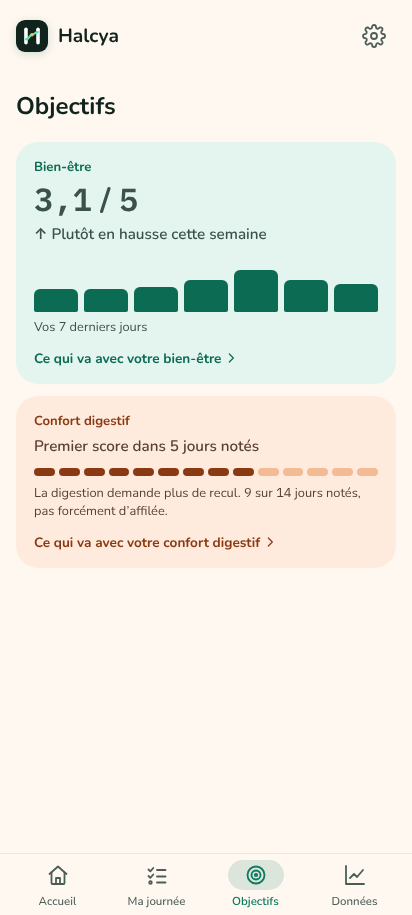 Halcya
Objectifs
Bien-être
3,1/5
↑ Plutôt en hausse cette semaine
Vos 7 derniers jours
Ce qui va avec votre bien-être
Confort digestif
Premier score dans 5 jours notés
La digestion demande plus de recul. 9 sur 14 jours notés,
pas forcément d’affilée.
Ce qui va avec votre confort digestif
Accueil
Ma journée
Objectifs
Données